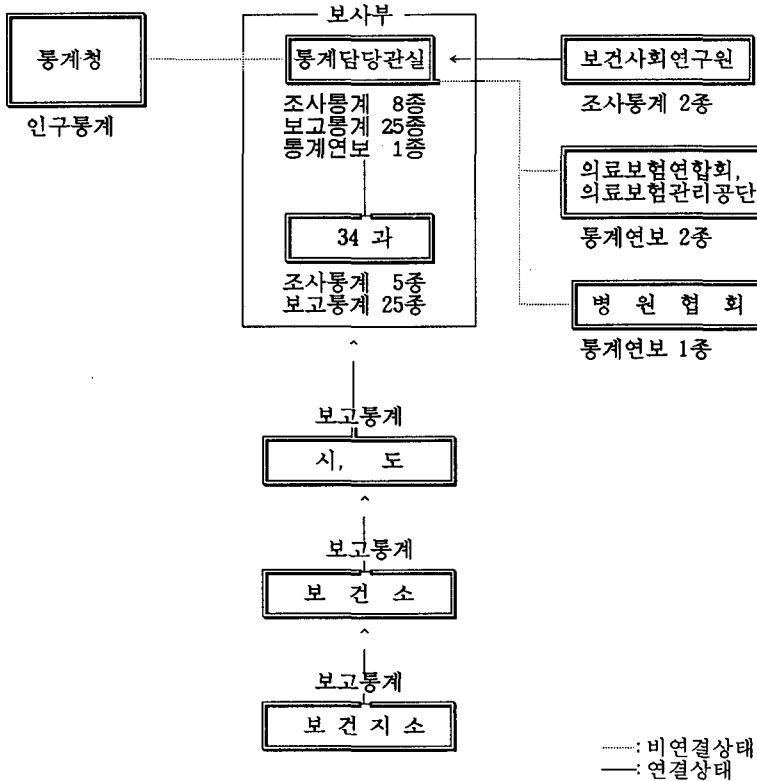 보사부
통계청
인구통계
통계담당관실
조사통계 8종
보고통계 25종
통계연보 1종
34 과
조사통계 5종
보고통계 25종
보건사회연구원
조사통계 2종
의료보험연합회,
의료보험관리공단
통계연보 2종
병 원 협 회
통계연보 1종
보고통계
시, 도
보고통계
보 건 소
보고통계
보 건 지 소
: 비연결상태
: 연결상태